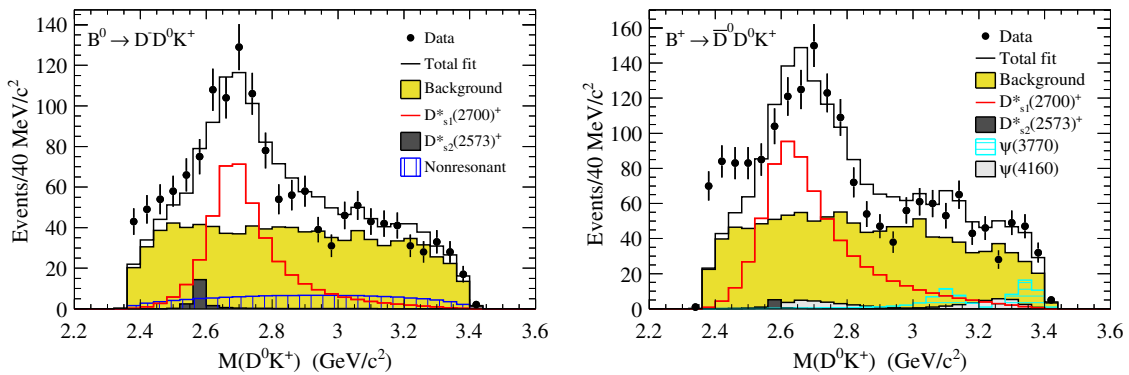 B⁰ → D⁻D⁰K⁺
Data
Total fit
Background
D*s1(2700)⁺
D*s2(2573)⁺
Nonresonant
Events/40 MeV/c²
0
20
40
60
80
100
120
140
2.2 2.4 2.6 2.8 3 3.2 3.4 3.6
M(D⁰K⁺) (GeV/c²)
B⁺ → D̅⁰D⁰K⁺
Data
Total fit
Background
D*s1(2700)⁺
D*s2(2573)⁺
ψ(3770)
ψ(4160)
Events/40 MeV/c²
0
20
40
60
80
100
120
140
160
2.2 2.4 2.6 2.8 3 3.2 3.4 3.6
M(D⁰K⁺) (GeV/c²)